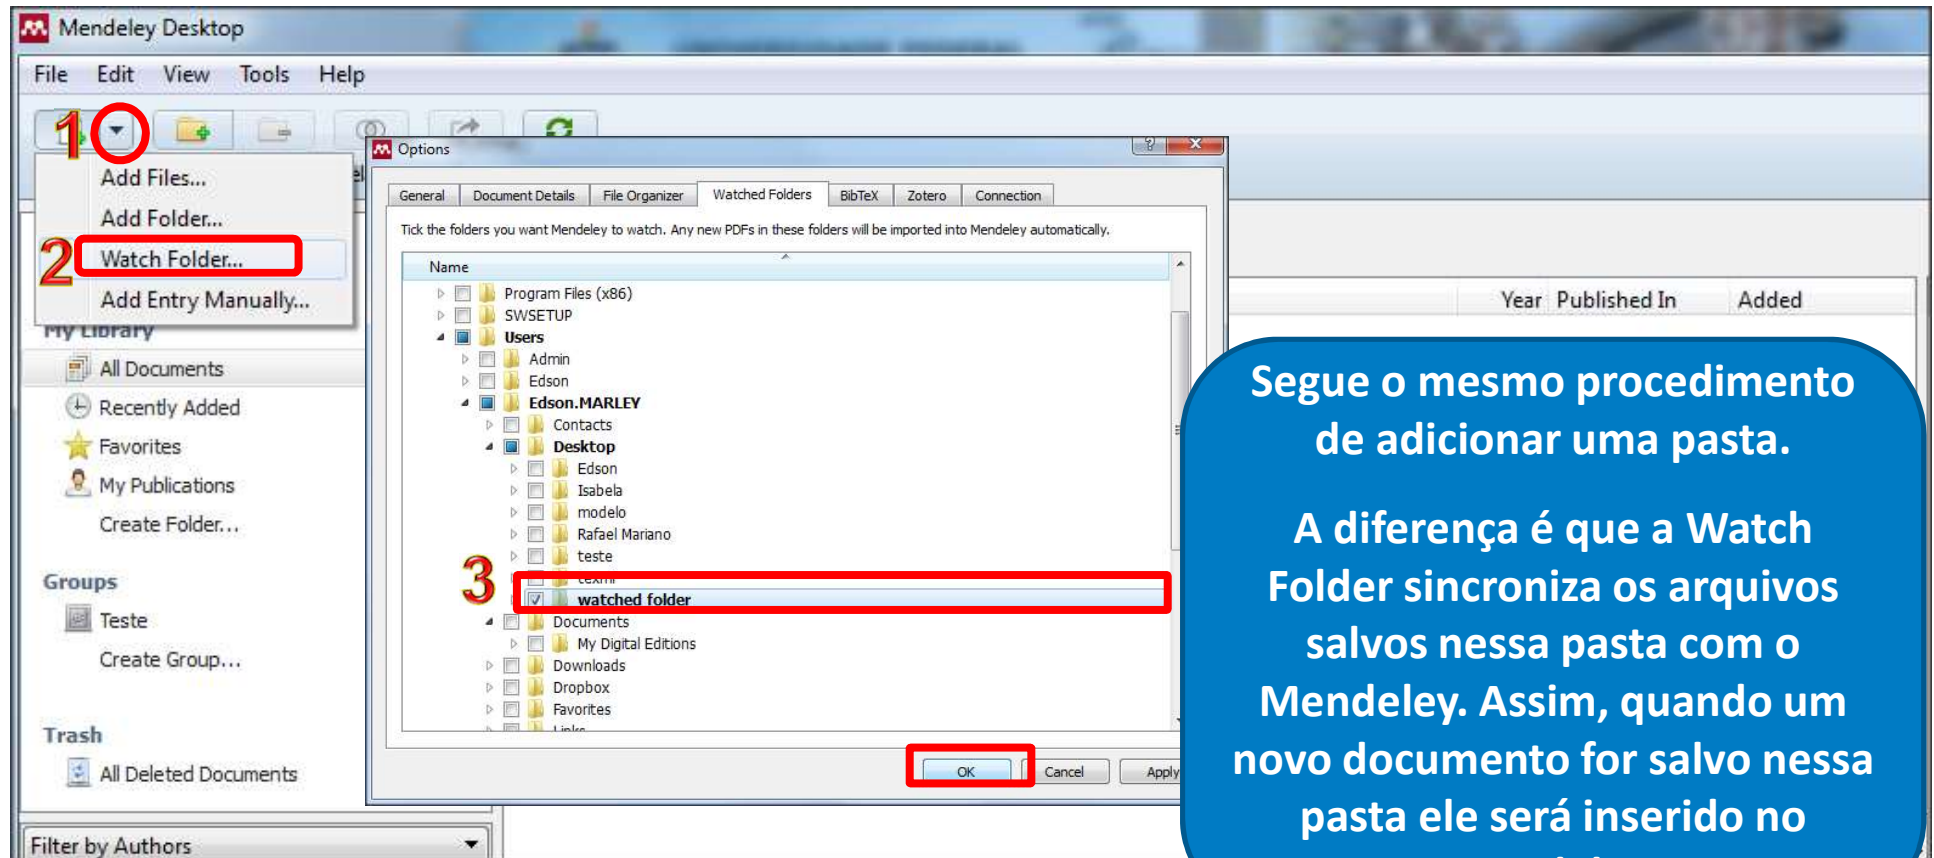 Mendeley Desktop
File Edit View Tools Help
1
Add Files...
Add Folder...
2
Watch Folder...
Add Entry Manually...
My Library
All Documents
Recently Added
Favorites
My Publications
Create Folder...
Groups
Teste
Create Group...
Trash
All Deleted Documents
Filter by Authors
Options
General Document Details File Organizer Watched Folders BibTeX Zotero Connection
Tick the folders you want Mendeley to watch. Any new PDFs in these folders will be imported into Mendeley automatically.
Name
Program Files (x86)
SWSETUP
Users
Admin
Edson
Edson.MARLEY
Contacts
Desktop
Edson
Isabela
modelo
Rafael Mariano
teste
3
watched folder
Documents
My Digital Editions
Downloads
Dropbox
Favorites
Links
OK Cancel Apply
Year Published In Added
Segue o mesmo procedimento
de adicionar uma pasta.
A diferença é que a Watch
Folder sincroniza os arquivos
salvos nessa pasta com o
Mendeley. Assim, quando um
novo documento for salvo nessa
pasta ele será inserido no